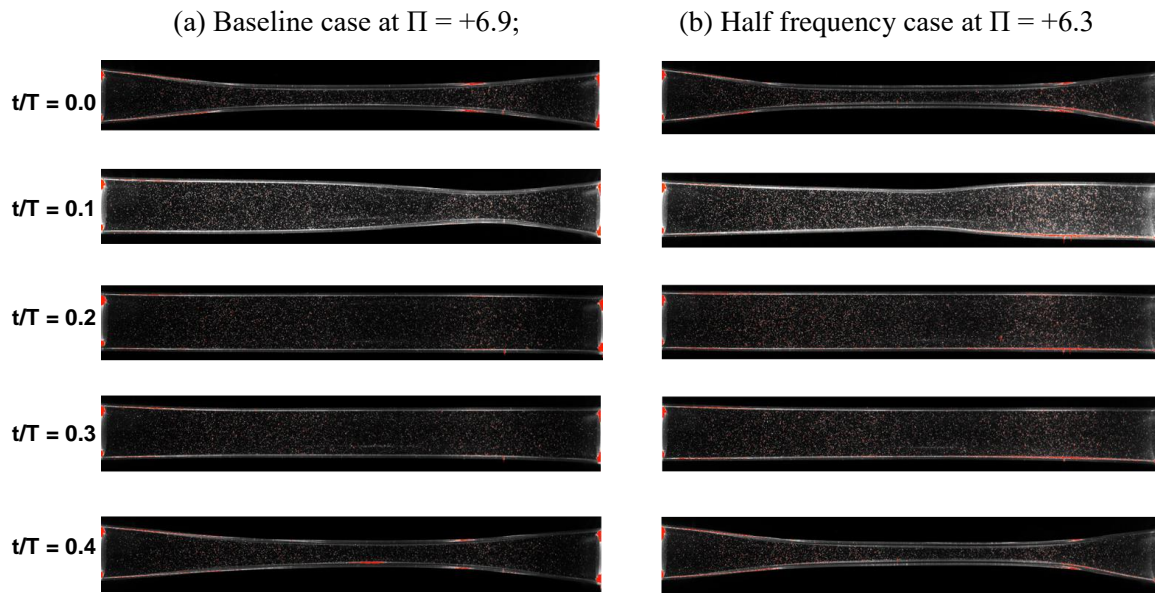 (a) Baseline case at Π = +6.9;
(b) Half frequency case at Π = +6.3
t/T = 0.0
t/T = 0.1
t/T = 0.2
t/T = 0.3
t/T = 0.4